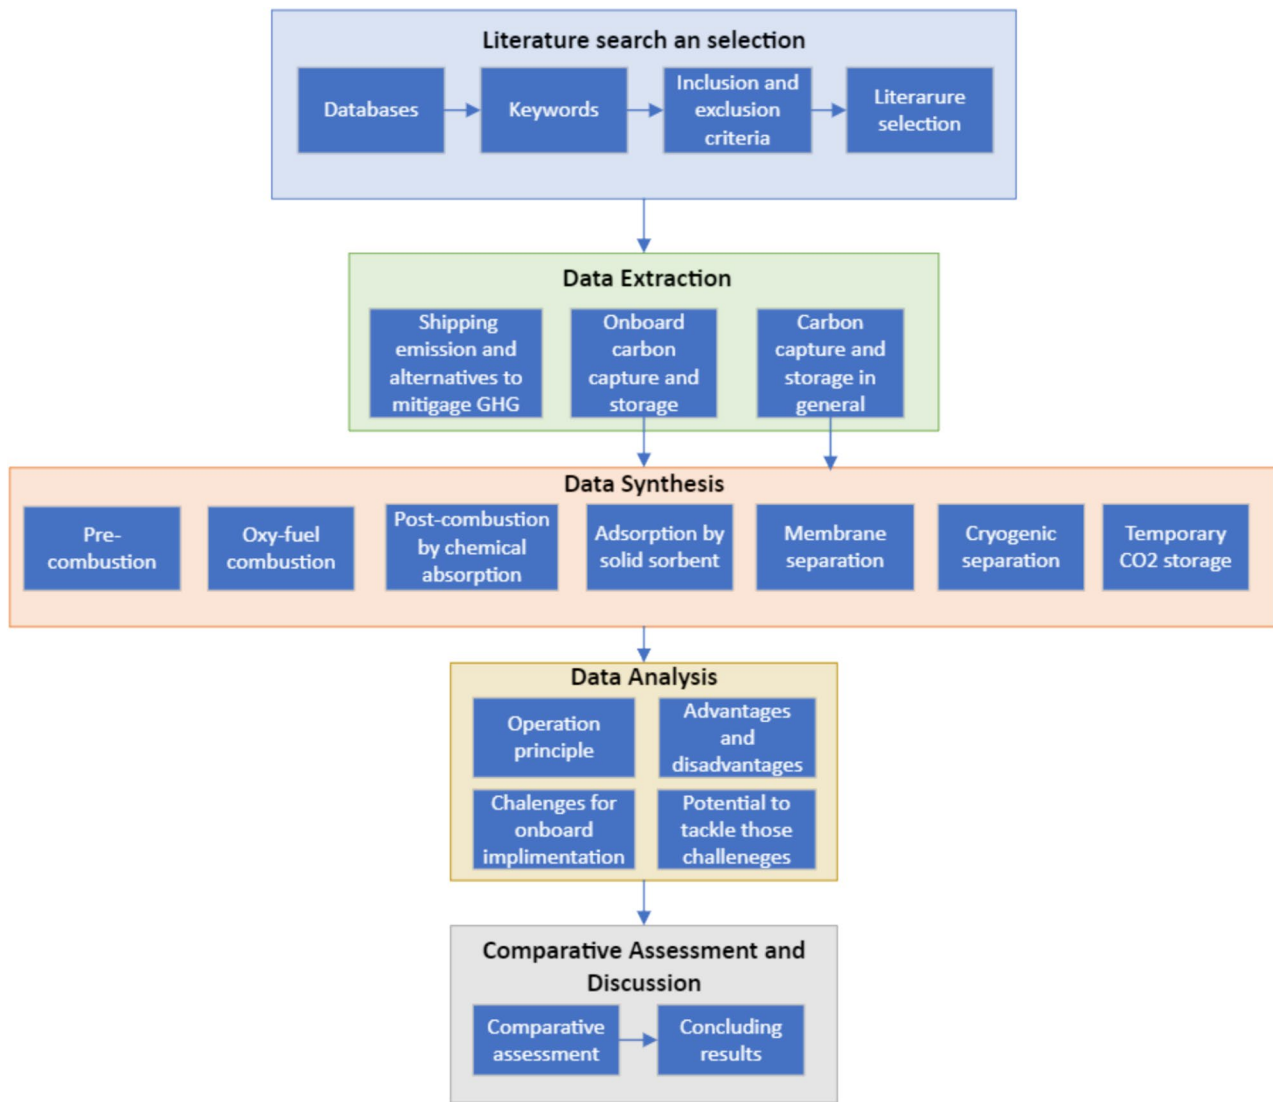 Literature search an selection
Databases
Keywords
Inclusion and
exclusion
criteria
Literarure
selection
Data Extraction
Shipping
emission and
alternatives to
mitigage GHG
Onboard
carbon
capture and
storage
Carbon
capture and
storage in
general
Data Synthesis
Pre-
combustion
Oxy-fuel
combustion
Post-combustion
by chemical
absorption
Adsorption by
solid sorbent
Membrane
separation
Cryogenic
separation
Temporary
CO2 storage
Data Analysis
Operation
principle
Advantages
and
disadvantages
Chalenges for
onboard
implimentation
Potential to
tackle those
challeneges
Comparative Assessment and
Discussion
Comparative
assessment
Concluding
results